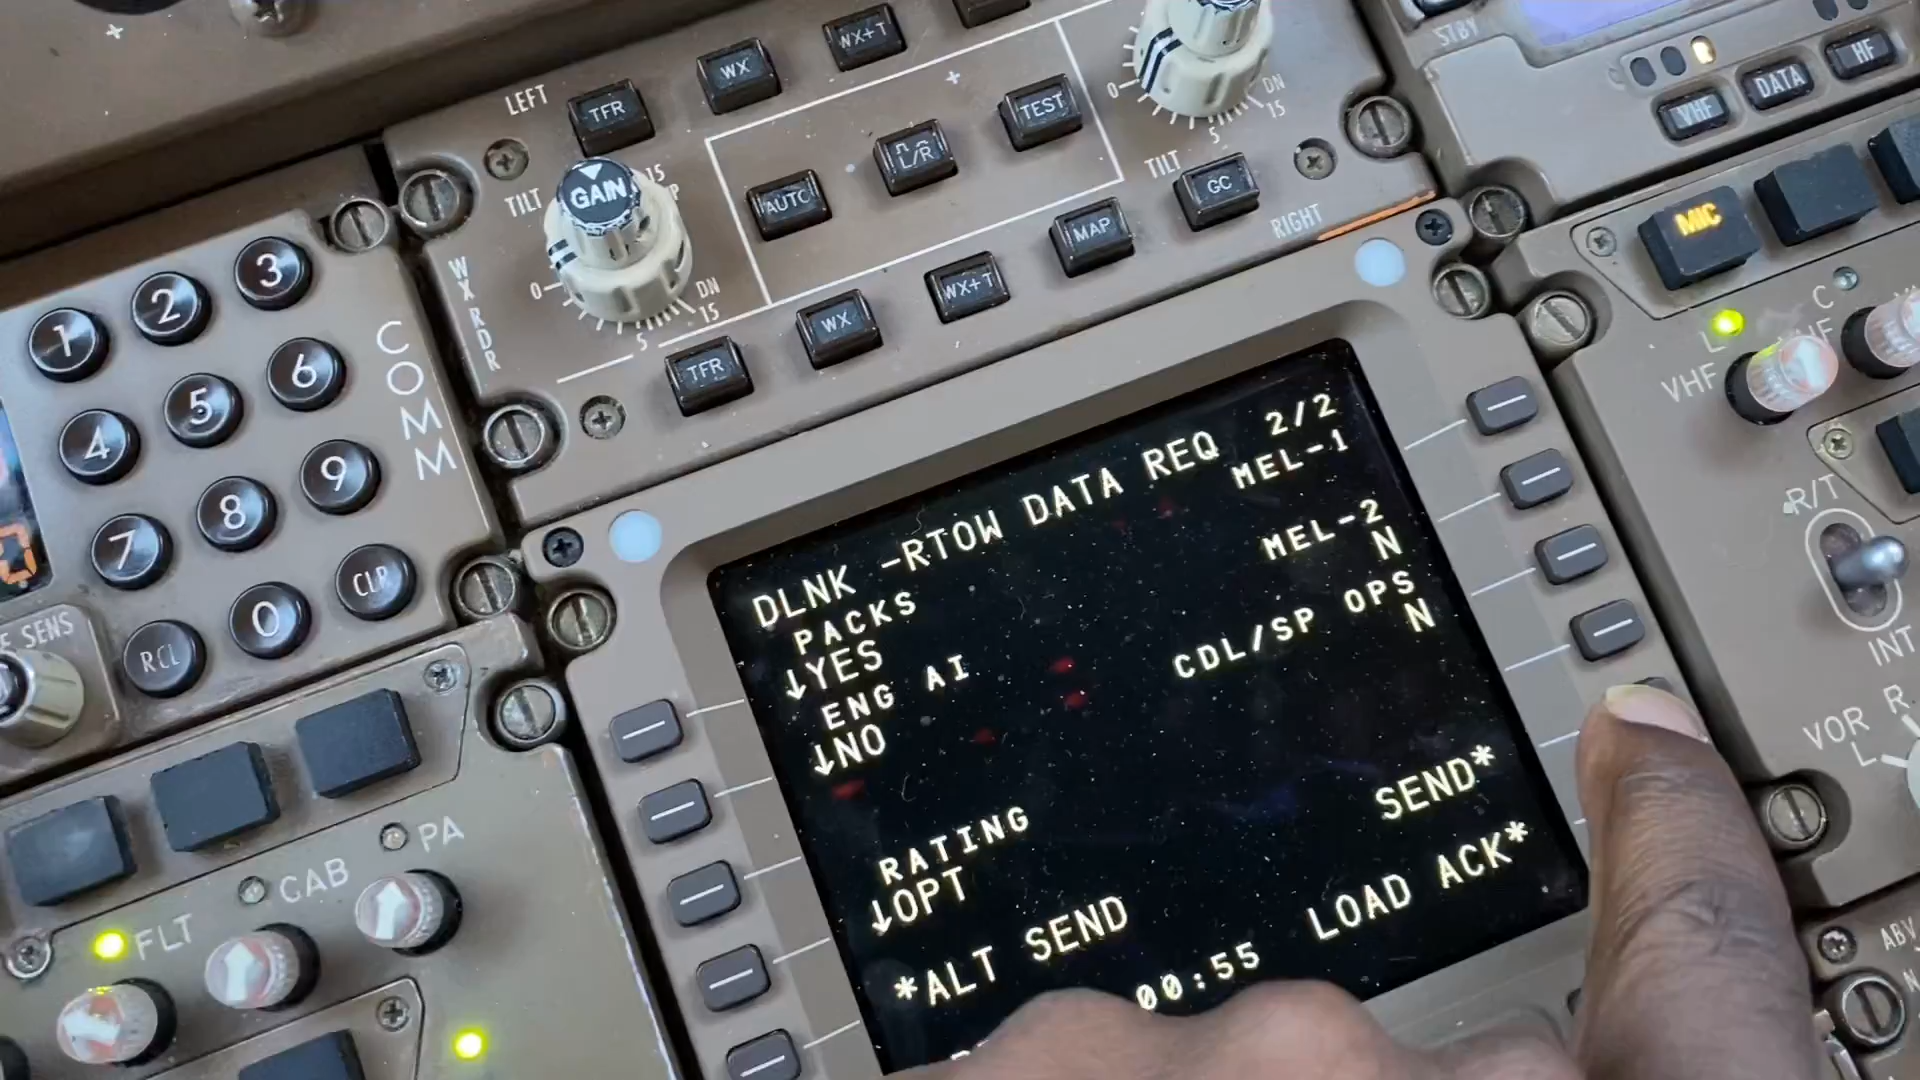 WX+T
WX
LEFT
TFR
TEST
0
DN
15
5
L/R
TILT
AUTO
GC
TILT
GAIN
15
MAP
RIGHT
0
DN
15
5
WX+T
WX
TFR
WX RDR
STBY
VHF
DATA
HF
MIC
L
C
VHF
R/T
INT
VOR
L
R
ABV
N
1
2
3
4
5
6
7
8
9
RCL
0
CLR
COMM
SENS
FLT
CAB
PA
DLNK -RTOW DATA REQ 2/2
PACKS MEL-1
↓YES
ENG AI MEL-2
↓NO N
CDL/SP OPS
N
RATING
↓OPT SEND*
*ALT SEND LOAD ACK*
00:55